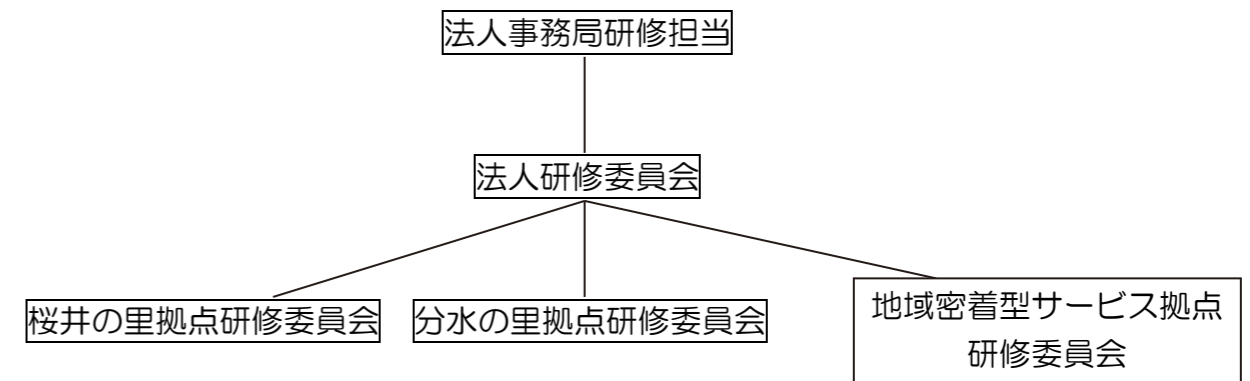 法人事務局研修担当
法人研修委員会
桜井の里拠点研修委員会
分水の里拠点研修委員会
地域密着型サービス拠点
研修委員会